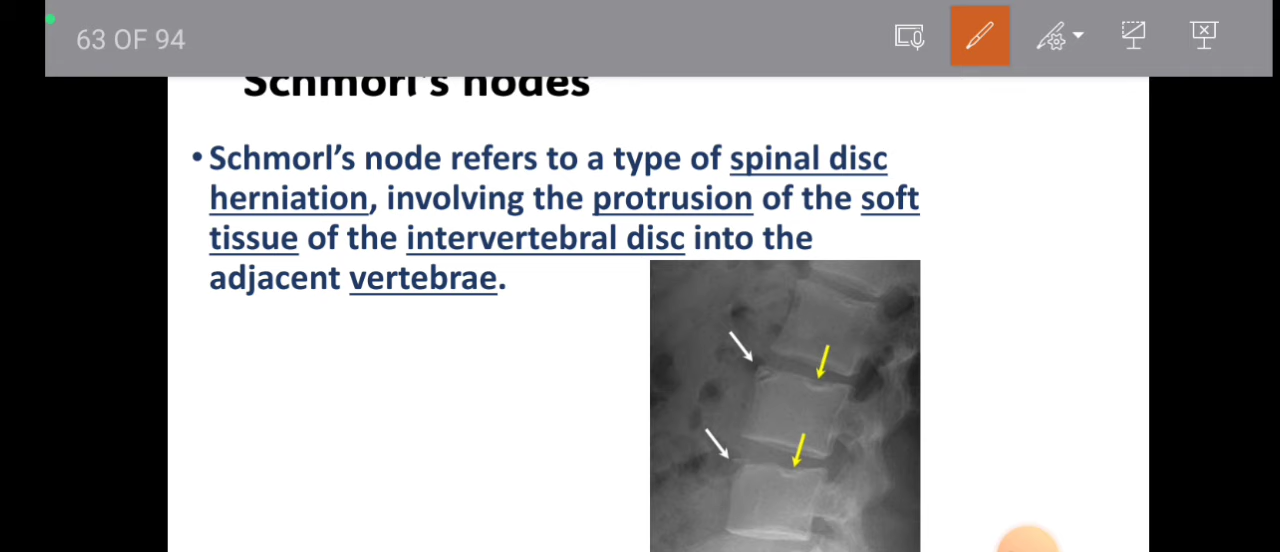 63 OF 94
Schmorl's nodes
• Schmorl's node refers to a type of spinal disc
herniation, involving the protrusion of the soft
tissue of the intervertebral disc into the
adjacent vertebrae.